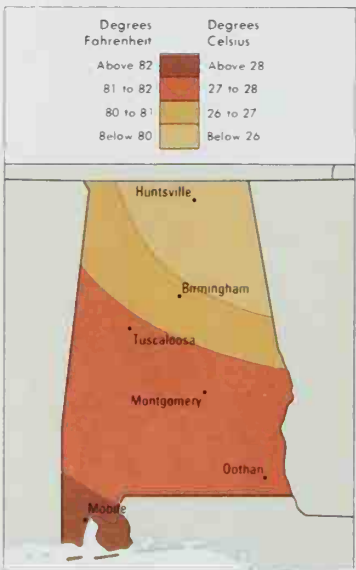 Degrees Fahrenheit
Degrees Celsius
Above 82 Above 28
81 to 82 27 to 28
80 to 81 26 to 27
Below 80 Below 26
Huntsville
Birmingham
Tuscaloosa
Montgomery
Dothan
Mobile